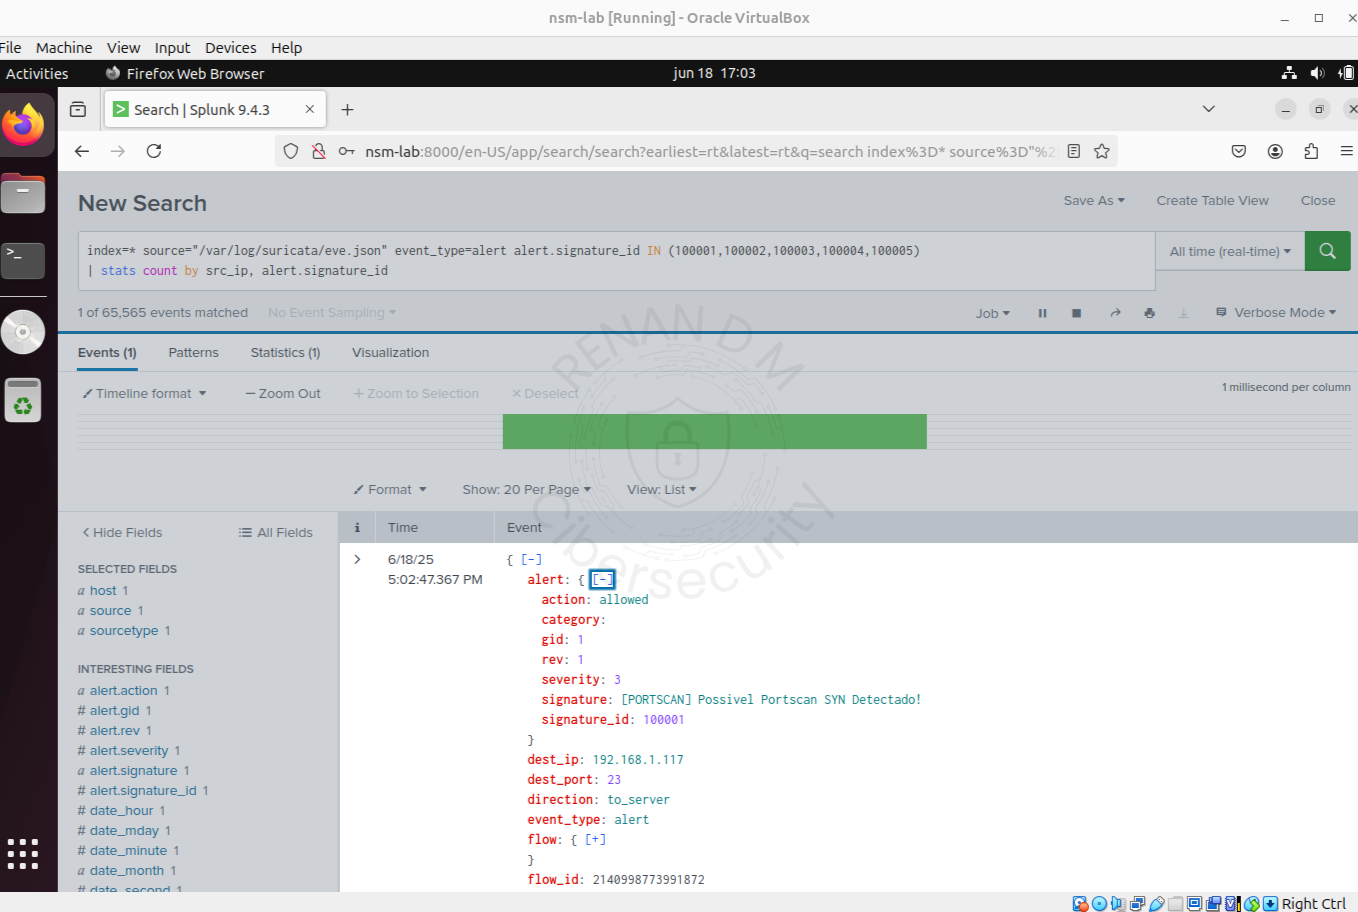 nsm-lab [Running] - Oracle VirtualBox
File Machine View Input Devices Help
Activities Firefox Web Browser jun 18 17:03
Search | Splunk 9.4.3
nsm-lab:8000/en-US/app/search/search?earliest=rt&latest=rt&q=search index%3D* source%3D"%2
New Search Save As Create Table View Close
index=* source="/var/log/suricata/eve.json" event_type=alert alert.signature_id IN (100001,100002,100003,100004,100005)
| stats count by src_ip, alert.signature_id
All time (real-time)
1 of 65,565 events matched No Event Sampling Job Verbose Mode
Events (1) Patterns Statistics (1) Visualization
Timeline format — Zoom Out + Zoom to Selection × Deselect 1 millisecond per column
Format Show: 20 Per Page View: List
< Hide Fields All Fields
i Time Event
SELECTED FIELDS
a host 1
a source 1
a sourcetype 1
INTERESTING FIELDS
a alert.action 1
# alert.gid 1
# alert.rev 1
# alert.severity 1
a alert.signature 1
# alert.signature_id 1
# date_hour 1
# date_mday 1
# date_minute 1
a date_month 1
# date_second 1
> 6/18/25
5:02:47.367 PM
{ [-]
alert: { [-]
action: allowed
category:
gid: 1
rev: 1
severity: 3
signature: [PORTSCAN] Possivel Portscan SYN Detectado!
signature_id: 100001
}
dest_ip: 192.168.1.117
dest_port: 23
direction: to_server
event_type: alert
flow: { [+]
}
flow_id: 2140998773991872
RENAN D M
Cibersecurity
Right Ctrl